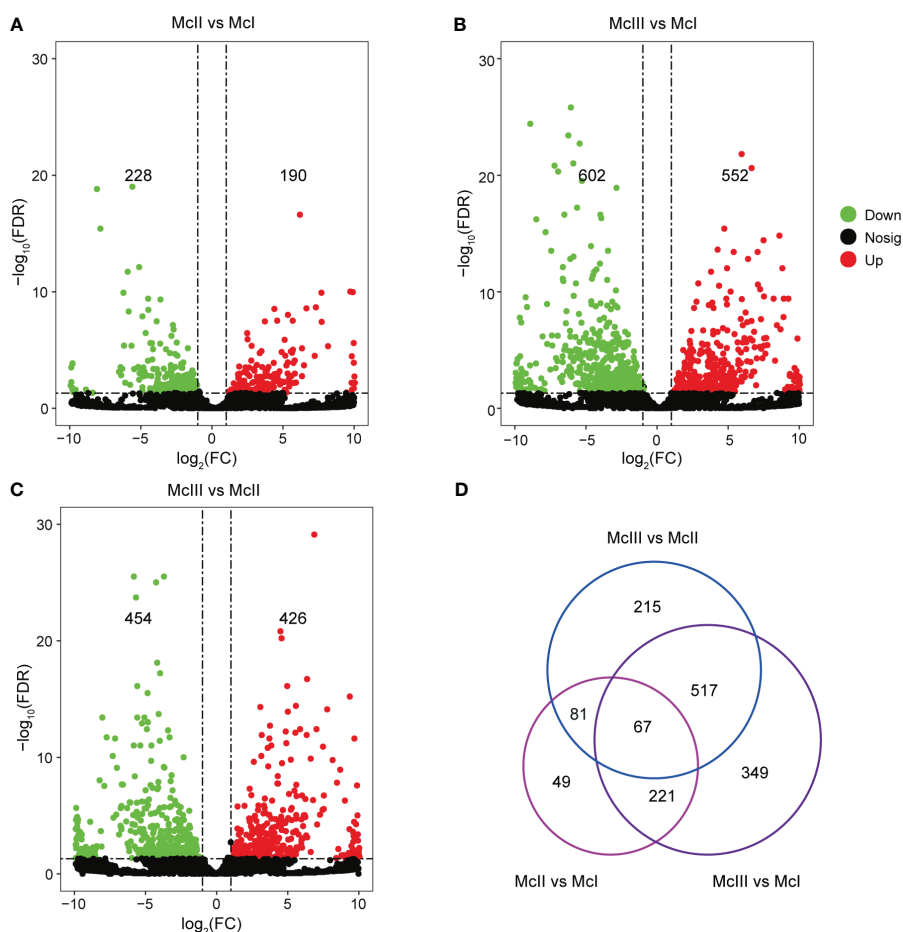 A
McII vs McI
30
20
10
0
−log10(FDR)
228
190
−10
−5
0
5
10
log2(FC)
B
McIII vs McI
30
20
10
0
−log10(FDR)
602
552
−10
−5
0
5
10
log2(FC)
Down
Nosig
Up
C
McIII vs McII
30
20
10
0
−log10(FDR)
454
426
−10
−5
0
5
10
log2(FC)
D
McIII vs McII
215
517
81
67
49
221
349
McII vs McI
McIII vs McI